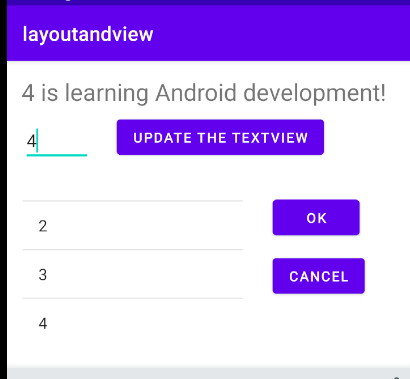 layoutandview
4 is learning Android development!
4 UPDATE THE TEXTVIEW
2 OK
3 CANCEL
4